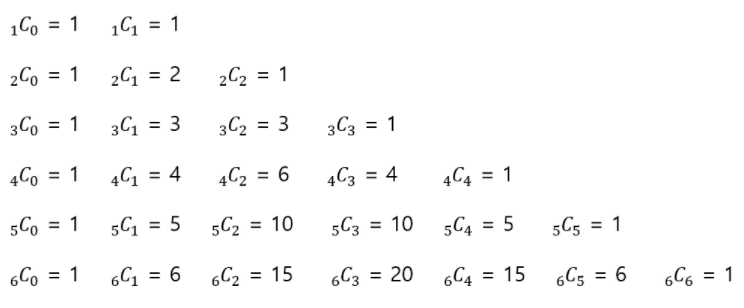 ₁C₀ = 1 ₁C₁ = 1
₂C₀ = 1 ₂C₁ = 2 ₂C₂ = 1
₃C₀ = 1 ₃C₁ = 3 ₃C₂ = 3 ₃C₃ = 1
₄C₀ = 1 ₄C₁ = 4 ₄C₂ = 6 ₄C₃ = 4 ₄C₄ = 1
₅C₀ = 1 ₅C₁ = 5 ₅C₂ = 10 ₅C₃ = 10 ₅C₄ = 5 ₅C₅ = 1
₆C₀ = 1 ₆C₁ = 6 ₆C₂ = 15 ₆C₃ = 20 ₆C₄ = 15 ₆C₅ = 6 ₆C₆ = 1